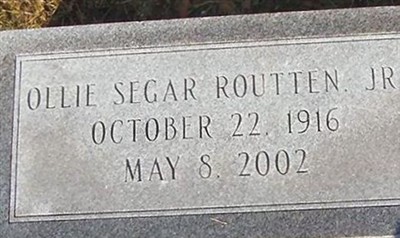 OLLIE SEGAR ROUTTEN, JR
OCTOBER 22, 1916
MAY 8, 2002